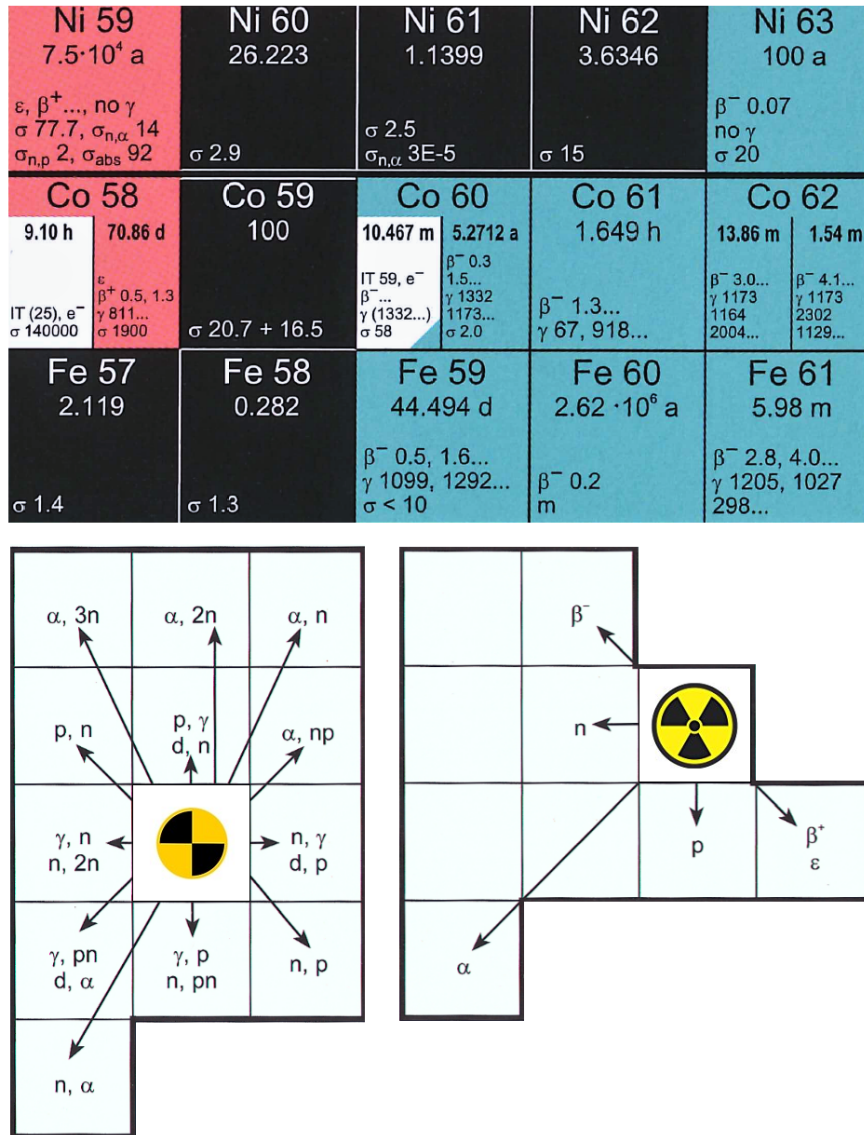 Ni 59
7.5·10⁴ a
ε, β⁺..., no γ
σ 77.7, σn,α 14
σn,p 2, σabs 92
Ni 60
26.223
σ 2.9
Ni 61
1.1399
σ 2.5
σn,α 3E-5
Ni 62
3.6346
σ 15
Ni 63
100 a
β⁻ 0.07
no γ
σ 20
Co 58
9.10 h
IT (25), e⁻
σ 140000
70.86 d
ε
β⁺ 0.5, 1.3
γ 811...
σ 1900
Co 59
100
σ 20.7 + 16.5
Co 60
10.467 m
IT 59, e⁻
β⁻...
γ (1332...)
σ 58
5.2712 a
β⁻ 0.3
1.5...
γ 1332
1173...
σ 2.0
Co 61
1.649 h
β⁻ 1.3...
γ 67, 918...
Co 62
13.86 m
β⁻ 3.0...
γ 1173
1164
2004...
1.54 m
β⁻ 4.1...
γ 1173
2302
1129...
Fe 57
2.119
σ 1.4
Fe 58
0.282
σ 1.3
Fe 59
44.494 d
β⁻ 0.5, 1.6...
γ 1099, 1292...
σ < 10
Fe 60
2.62 ·10⁶ a
β⁻ 0.2
m
Fe 61
5.98 m
β⁻ 2.8, 4.0...
γ 1205, 1027
298...
α, 3n
α, 2n
α, n
p, n
p, γ
d, n
α, np
γ, n
n, 2n
n, γ
d, p
γ, pn
d, α
γ, p
n, pn
n, p
n, α
β⁻
n
p
β⁺
ε
α